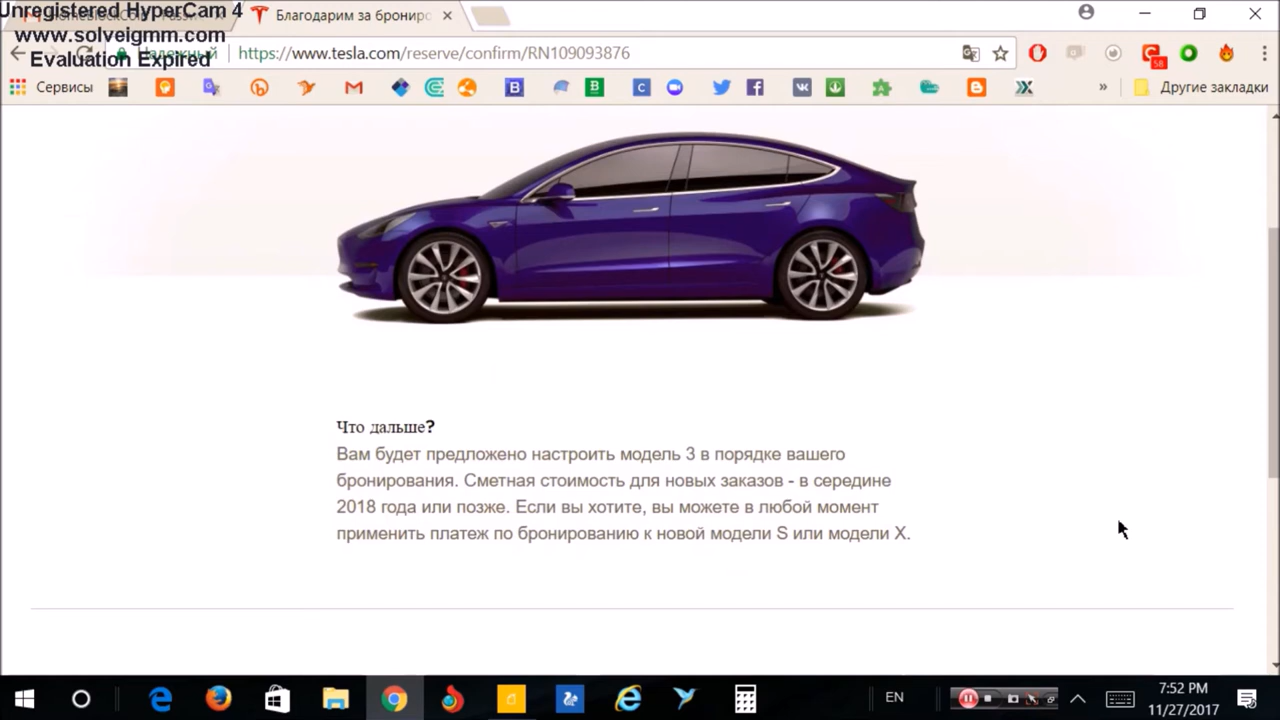 Unregistered HyperCam 4
www.solveigmm.com
Evaluation Expired
Благодарим за брониро
https://www.tesla.com/reserve/confirm/RN109093876
Сервисы
58
Другие закладки
Что дальше?
Вам будет предложено настроить модель 3 в порядке вашего
бронирования. Сметная стоимость для новых заказов - в середине
2018 года или позже. Если вы хотите, вы можете в любой момент
применить платеж по бронированию к новой модели S или модели X.
EN
7:52 PM
11/27/2017